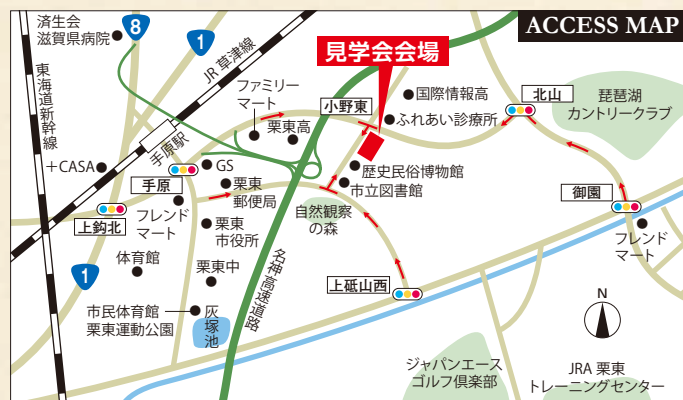 ACCESS MAP
済生会
滋賀県病院
8
1
JR 草津線
東海道新幹線
見学会会場
ファミリー
マート
小野東
国際情報高
ふれあい診療所
北山
琵琶湖
カントリークラブ
栗東高
手原駅
+CASA
GS
手原
栗東
郵便局
歴史民俗博物館
市立図書館
御園
フレンド
マート
上鈎北
フレンド
マート
栗東
市役所
自然観察
の森
1
体育館
栗東中
名神高速道路
上砥山西
市民体育館
栗東運動公園
灰塚池
N
ジャパンエース
ゴルフ倶楽部
JRA 栗東
トレーニングセンター